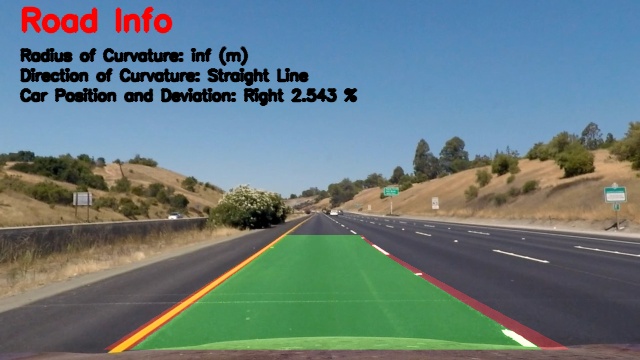 Road Info
Radius of Curvature: inf (m)
Direction of Curvature: Straight Line
Car Position and Deviation: Right 2.543 %